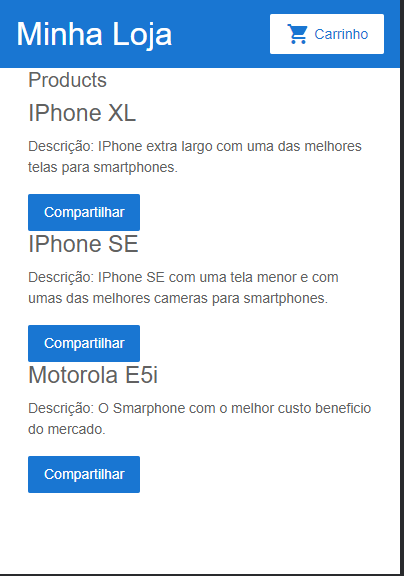 Minha Loja
Carrinho
Products
IPhone XL
Descrição: IPhone extra largo com uma das melhores
telas para smartphones.
Compartilhar
IPhone SE
Descrição: IPhone SE com uma tela menor e com
umas das melhores cameras para smartphones.
Compartilhar
Motorola E5i
Descrição: O Smarphone com o melhor custo beneficio
do mercado.
Compartilhar